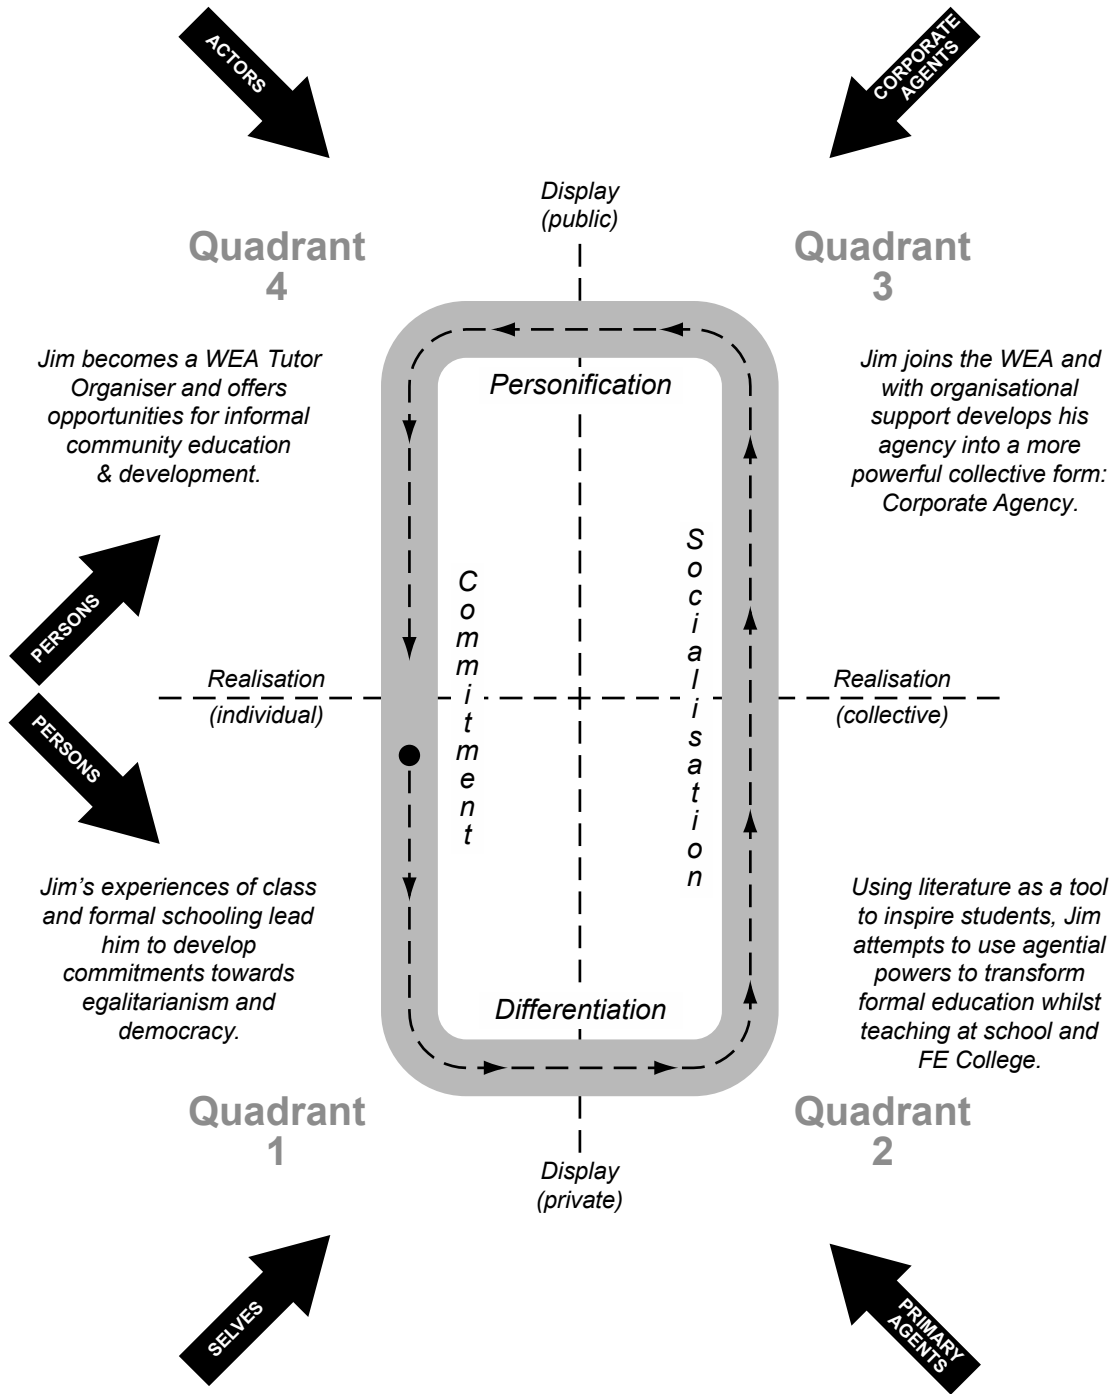 ACTORS
CORPORATE
AGENTS
Display
(public)
Quadrant
4
Quadrant
3
Jim becomes a WEA Tutor
Organiser and offers
opportunities for informal
community education
& development.
Personification
Jim joins the WEA and
with organisational
support develops his
agency into a more
powerful collective form:
Corporate Agency.
PERSONS
Commitment
Socialisation
Realisation
(individual)
Realisation
(collective)
PERSONS
Jim’s experiences of class
and formal schooling lead
him to develop
commitments towards
egalitarianism and
democracy.
Differentiation
Using literature as a tool
to inspire students, Jim
attempts to use agential
powers to transform
formal education whilst
teaching at school and
FE College.
Quadrant
1
Quadrant
2
Display
(private)
SELVES
PRIMARY
AGENTS